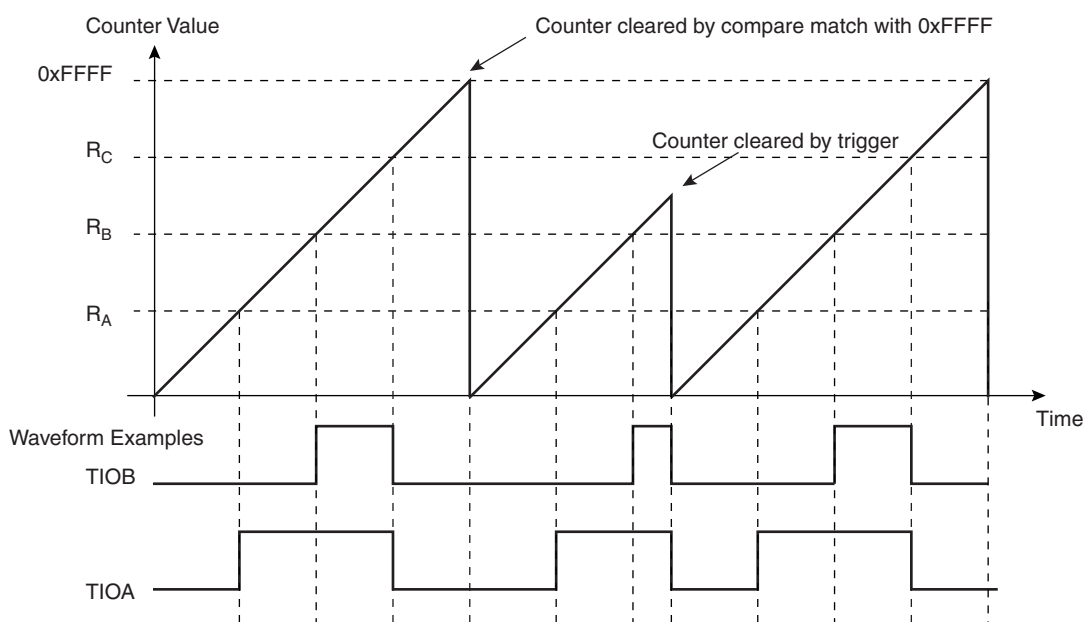 Counter Value
Counter cleared by compare match with 0xFFFF
0xFFFF
Counter cleared by trigger
RC
RB
RA
Time
Waveform Examples
TIOB
TIOA